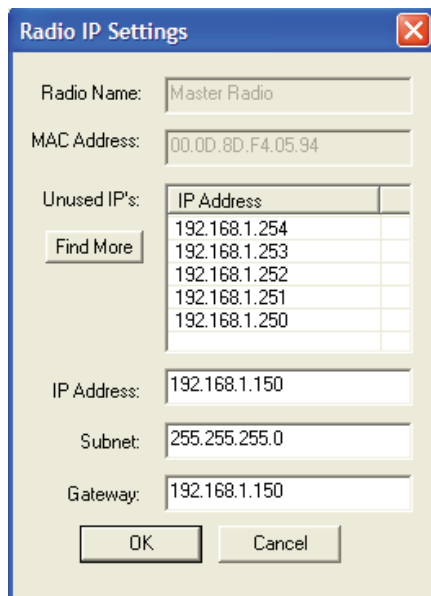 Radio IP Settings
Radio Name: Master Radio
MAC Address: 00.0D.8D.F4.05.94
Unused IP's: IP Address
Find More
192.168.1.254
192.168.1.253
192.168.1.252
192.168.1.251
192.168.1.250
IP Address: 192.168.1.150
Subnet: 255.255.255.0
Gateway: 192.168.1.150
OK Cancel